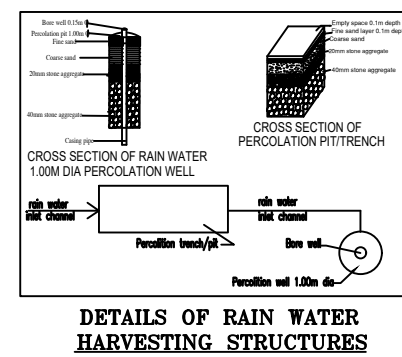 Bore well 0.15m
Percolation pit 1.00m
Fine sand
Coarse sand
20mm stone aggregate
40mm stone aggregate
Casing pipe
CROSS SECTION OF RAIN WATER
1.00M DIA PERCOLATION WELL
Empty space 0.1m depth
Fine sand layer 0.1m dep
Coarse sand
20mm stone aggregate
40mm stone aggregate
CROSS SECTION OF
PERCOLATION PIT/TRENCH
rain water
inlet channel
Percolition trench/pit
rain water
inlet channel
Bore well
Percolition well 1.00m dia
DETAILS OF RAIN WATER
HARVESTING STRUCTURES